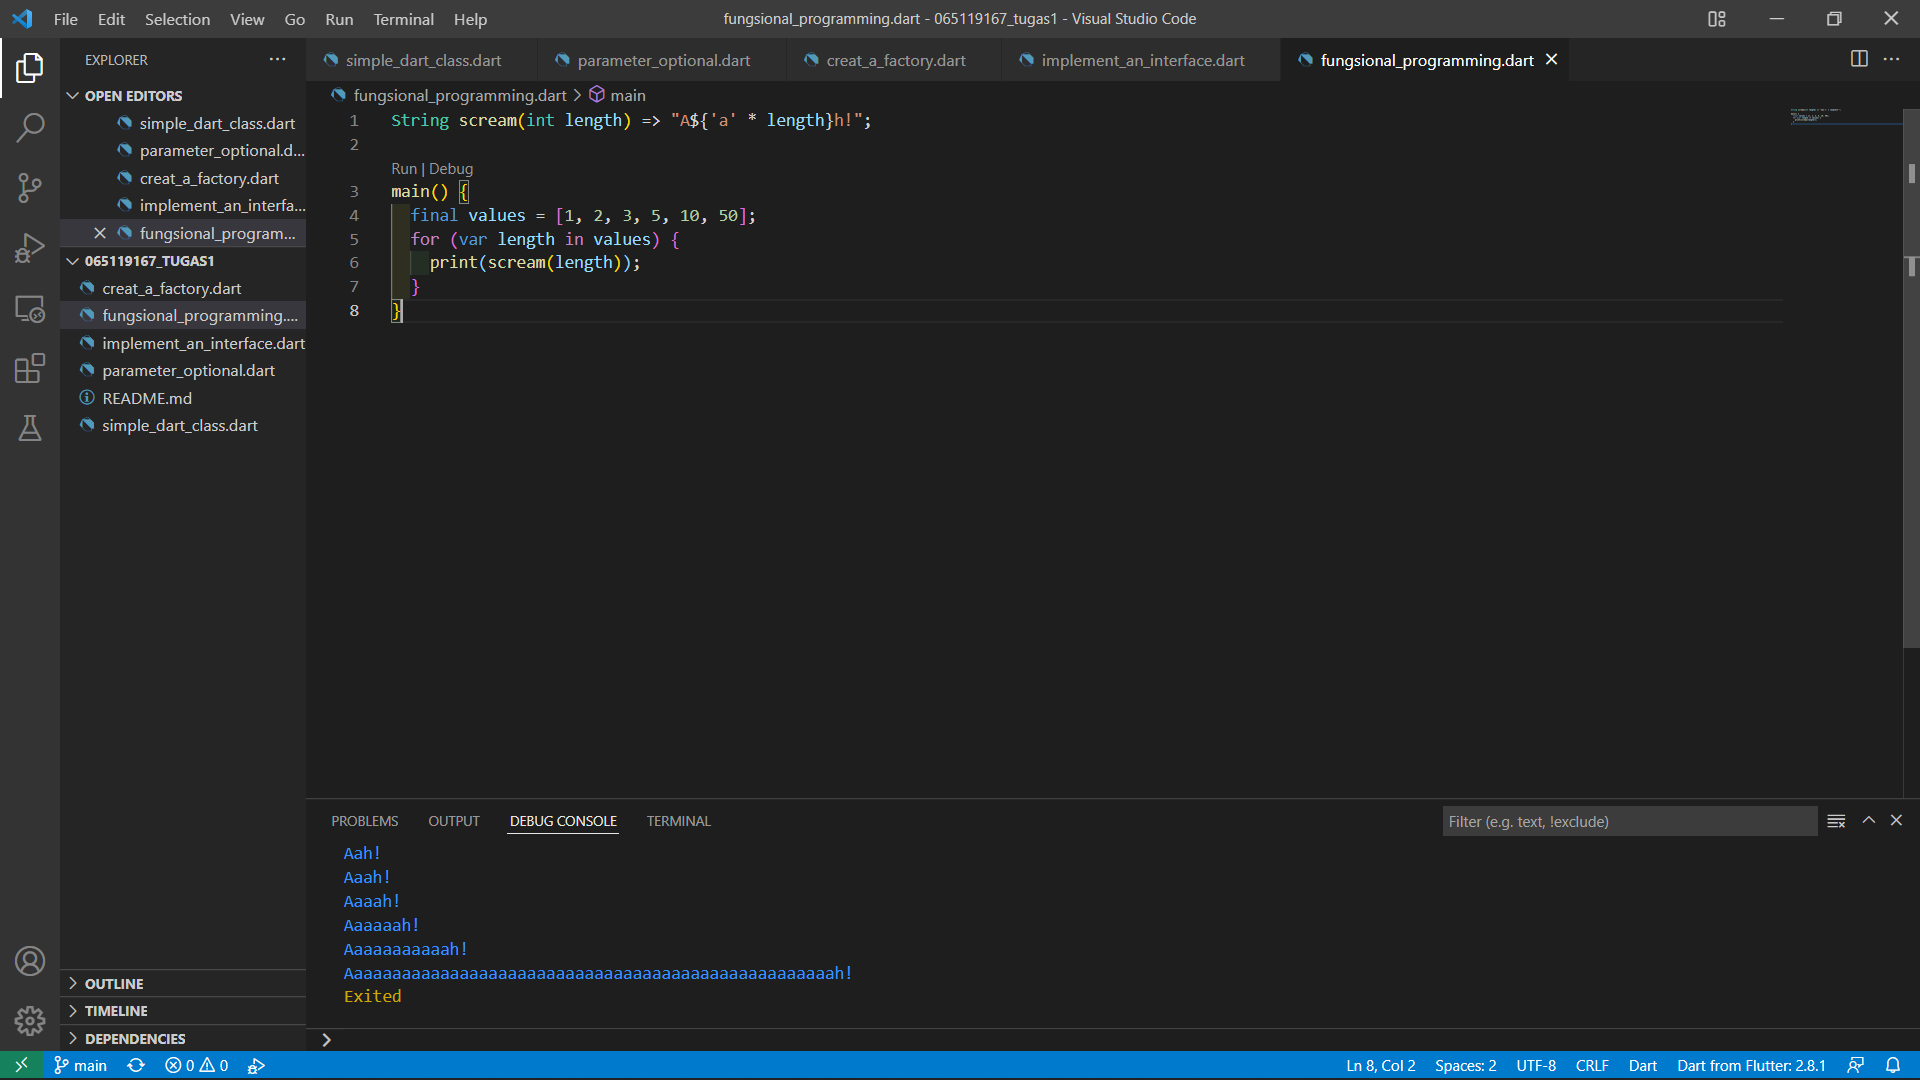 File Edit Selection View Go Run Terminal Help
fungsional_programming.dart - 065119167_tugas1 - Visual Studio Code
EXPLORER
OPEN EDITORS
simple_dart_class.dart
parameter_optional.d...
creat_a_factory.dart
implement_an_interfa...
fungsional_program...
065119167_TUGAS1
creat_a_factory.dart
fungsional_programming....
implement_an_interface.dart
parameter_optional.dart
README.md
simple_dart_class.dart
OUTLINE
TIMELINE
DEPENDENCIES
simple_dart_class.dart parameter_optional.dart creat_a_factory.dart implement_an_interface.dart fungsional_programming.dart
fungsional_programming.dart > main
1 String scream(int length) => "A${'a' * length}h!";
2
Run | Debug
3 main() {
4   final values = [1, 2, 3, 5, 10, 50];
5   for (var length in values) {
6     print(scream(length));
7   }
8 }
PROBLEMS OUTPUT DEBUG CONSOLE TERMINAL
Filter (e.g. text, !exclude)
Aah!
Aaah!
Aaaah!
Aaaaaah!
Aaaaaaaaaaah!
Aaaaaaaaaaaaaaaaaaaaaaaaaaaaaaaaaaaaaaaaaaaaaaaaaaah!
Exited
main 0 0
Ln 8, Col 2 Spaces: 2 UTF-8 CRLF Dart Dart from Flutter: 2.8.1